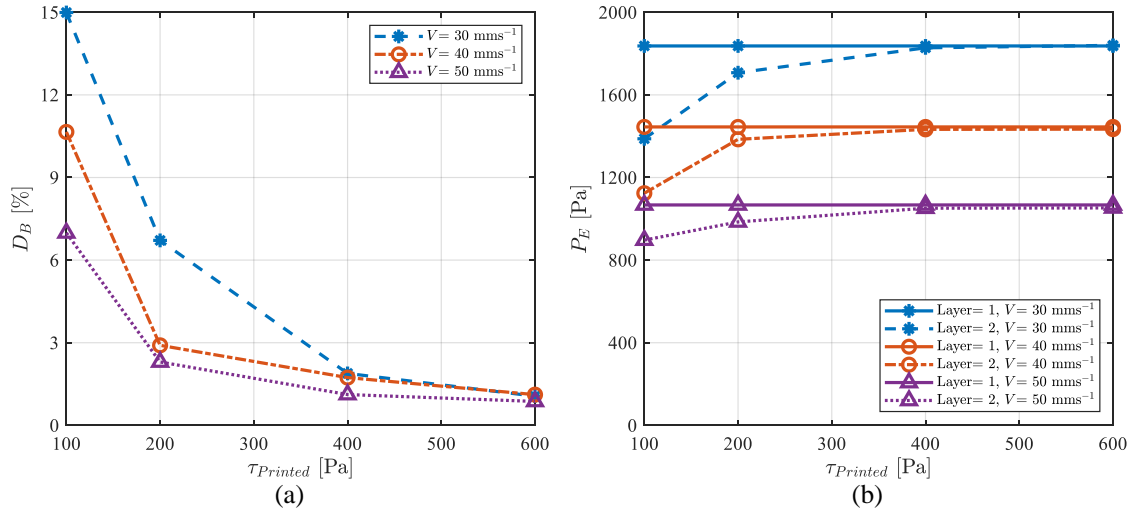 15
12
9
6
3
0
D_B [%]
V = 30 mms⁻¹
V = 40 mms⁻¹
V = 50 mms⁻¹
100 200 300 400 500 600
τ_Printed [Pa]
(a)
2000
1600
1200
800
400
0
P_E [Pa]
Layer= 1, V = 30 mms⁻¹
Layer= 2, V = 30 mms⁻¹
Layer= 1, V = 40 mms⁻¹
Layer= 2, V = 40 mms⁻¹
Layer= 1, V = 50 mms⁻¹
Layer= 2, V = 50 mms⁻¹
100 200 300 400 500 600
τ_Printed [Pa]
(b)